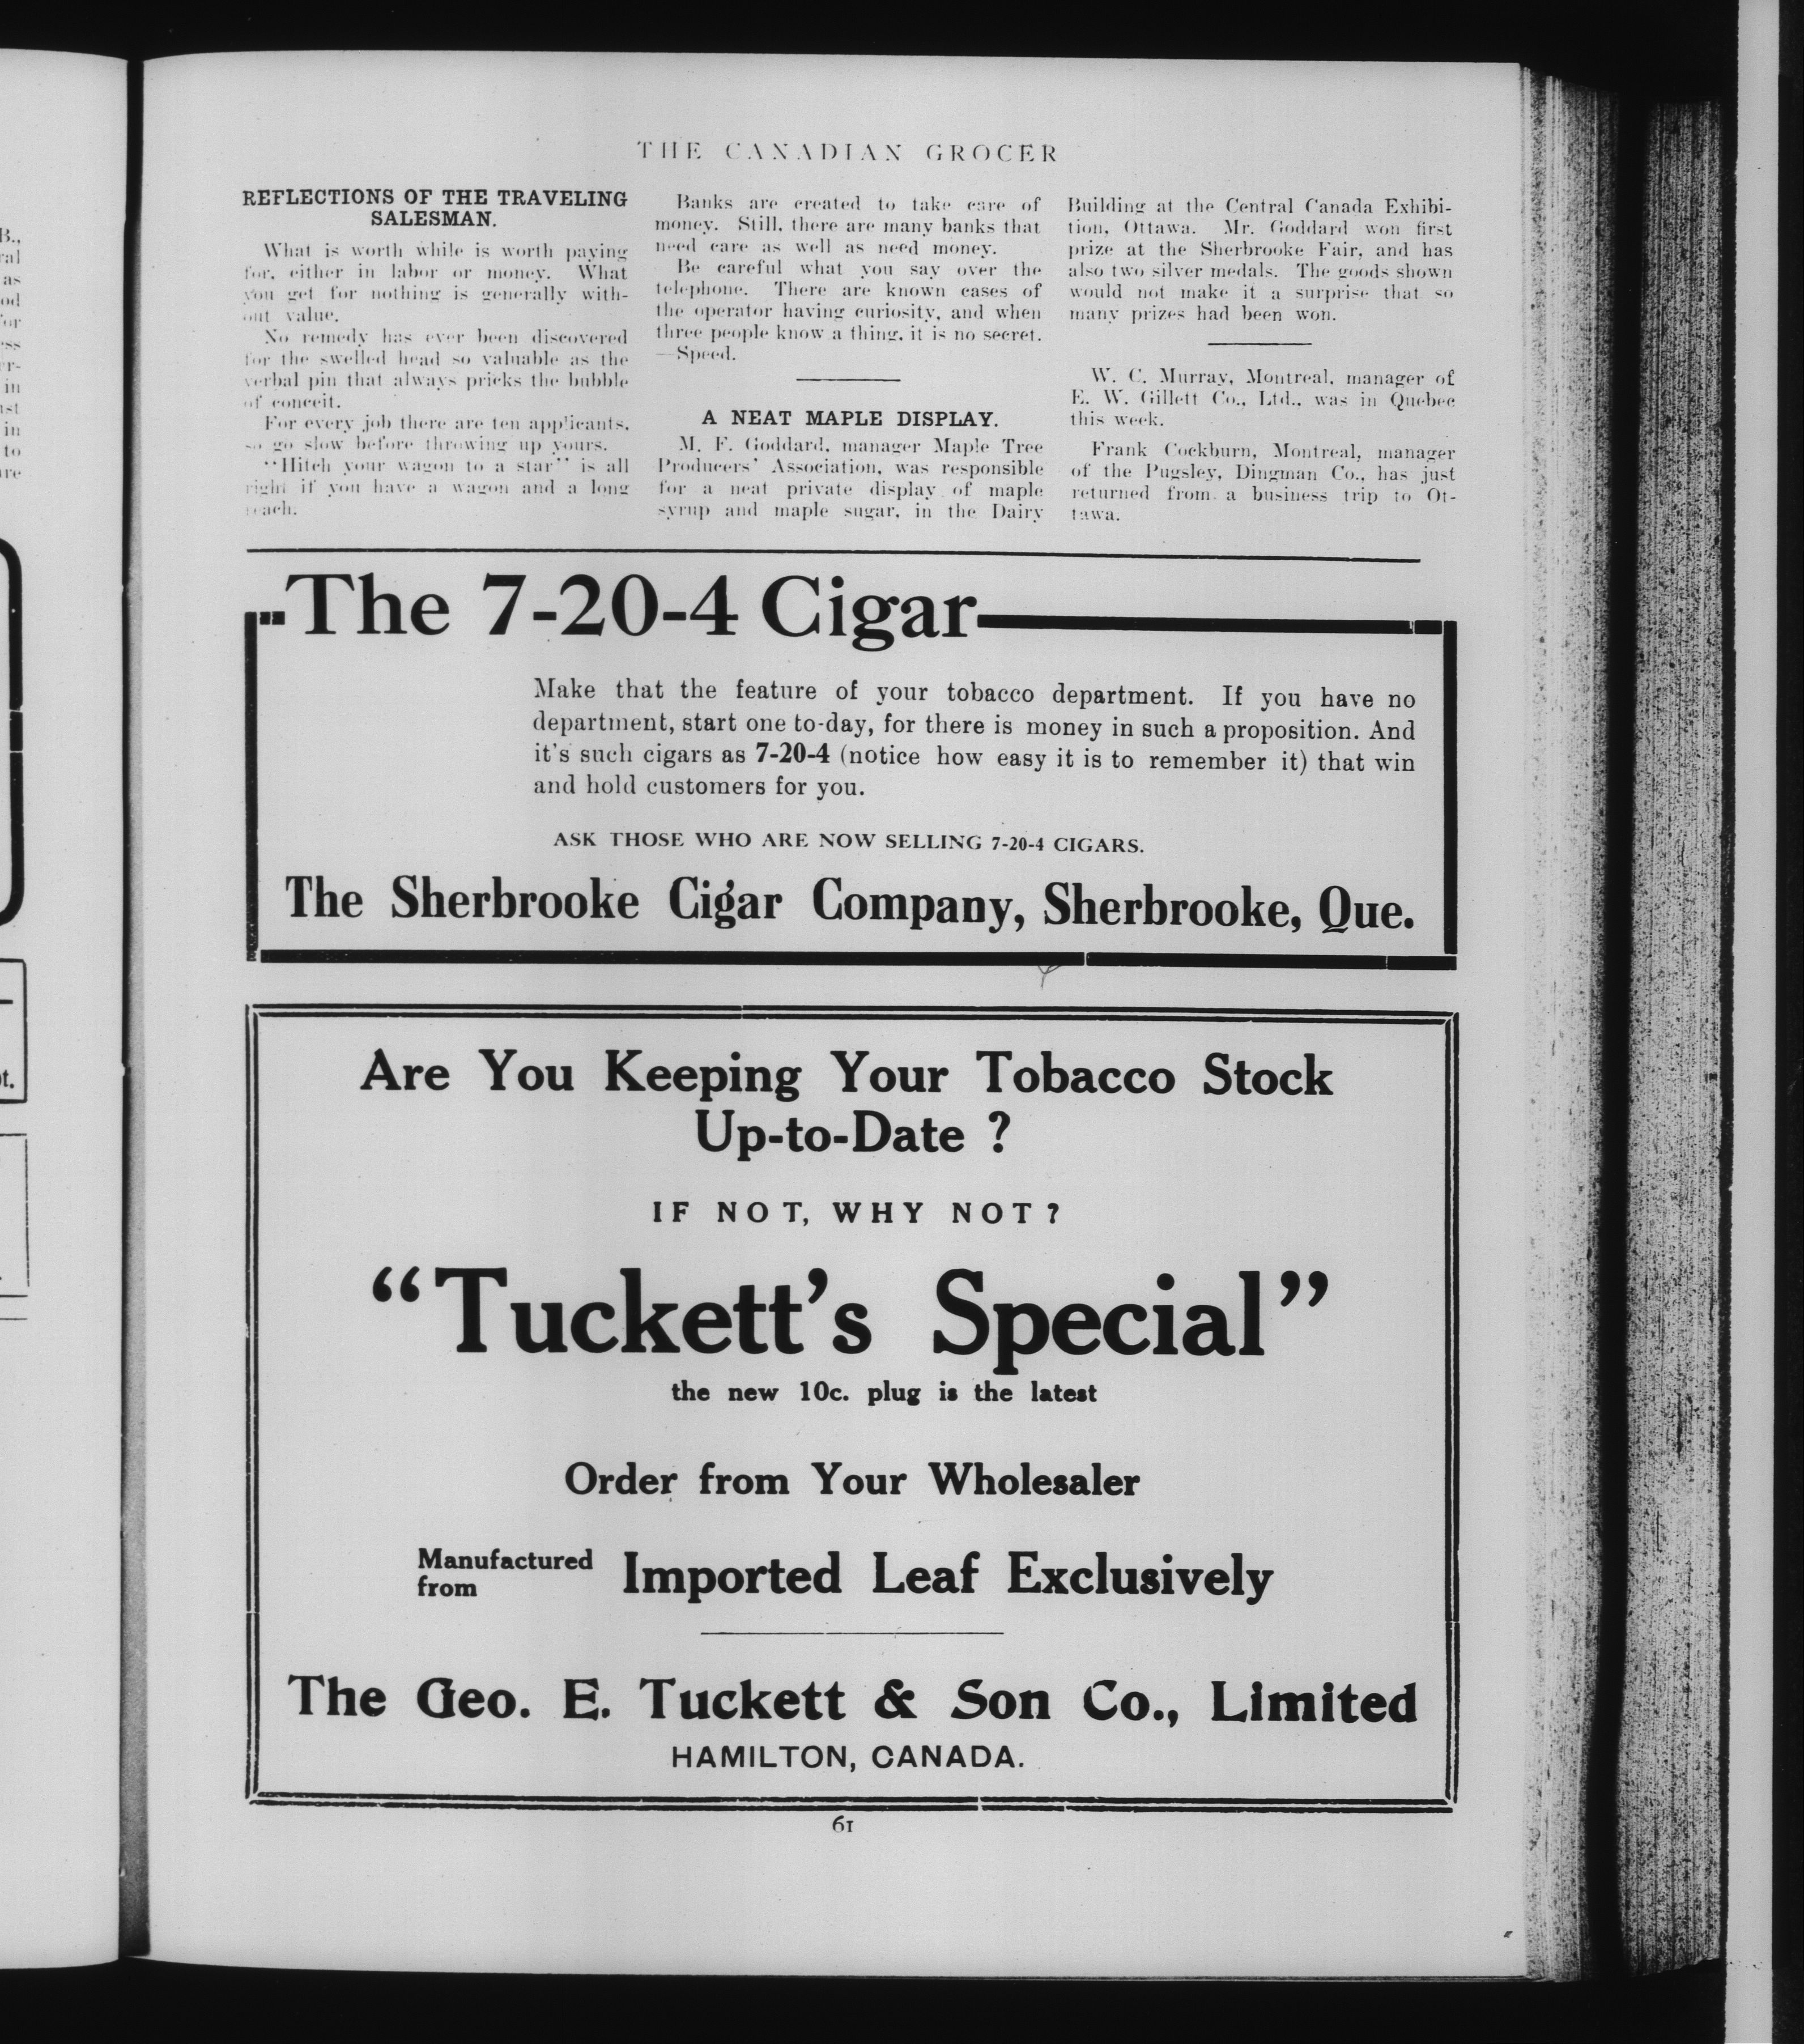 THE CANADIAN GROCER
REFLECTIONS OF THE TRAVELING
SALESMAN.
What is worth while is worth paying
for, either in labor or money. What
you get for nothing is generally with-
out value.
No remedy has ever been discovered
for the swelled head so valuable as the
verbal pin that always pricks the bubble
of conceit.
For every job there are ten applicants,
so go slow before throwing up yours.
"Hitch your wagon to a star" is all
right if you have a wagon and a long
reach.
Banks are created to take care of
money. Still, there are many banks that
need care as well as need money.
Be careful what you say over the
telephone. There are known cases of
the operator having curiosity, and when
three people know a thing, it is no secret.
—Speed.
A NEAT MAPLE DISPLAY.
M. F. Goddard, manager Maple Tree
Producers' Association, was responsible
for a neat private display of maple
syrup and maple sugar, in the Dairy
Building at the Central Canada Exhibi-
tion, Ottawa. Mr. Goddard won first
prize at the Sherbrooke Fair, and has
also two silver medals. The goods shown
would not make it a surprise that so
many prizes had been won.
W. C. Murray, Montreal, manager of
E. W. Gillett Co., Ltd., was in Quebec
this week.
Frank Cockburn, Montreal, manager
of the Pugsley, Dingman Co., has just
returned from a business trip to Ot-
tawa.
The 7-20-4 Cigar
Make that the feature of your tobacco department. If you have no
department, start one to-day, for there is money in such a proposition. And
it's such cigars as 7-20-4 (notice how easy it is to remember it) that win
and hold customers for you.
ASK THOSE WHO ARE NOW SELLING 7-20-4 CIGARS.
The Sherbrooke Cigar Company, Sherbrooke, Que.
Are You Keeping Your Tobacco Stock
Up-to-Date ?
IF NOT, WHY NOT?
"Tuckett's Special"
the new 10c. plug is the latest
Order from Your Wholesaler
Manufactured
from
Imported Leaf Exclusively
The Geo. E. Tuckett & Son Co., Limited
HAMILTON, CANADA.
61